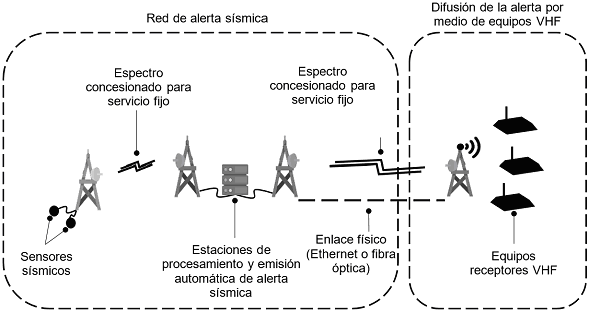 Red de alerta sísmica
Difusión de la alerta por
medio de equipos VHF
Espectro
concesionado para
servicio fijo
Espectro
concesionado para
servicio fijo
Sensores
sísmicos
Estaciones de
procesamiento y emisión
automática de alerta
sísmica
Enlace físico
(Ethernet o fibra
óptica)
Equipos
receptores VHF